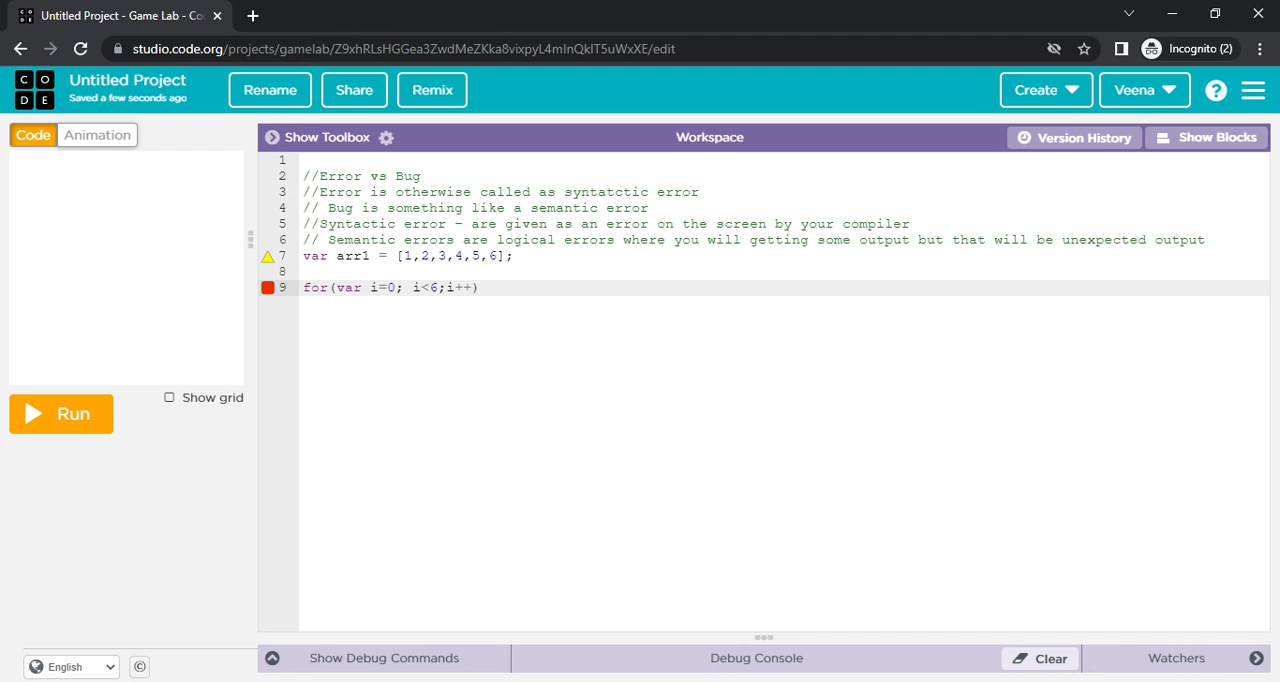 Untitled Project - Game Lab - Co
studio.code.org/projects/gamelab/Z9xhRLsHGGea3ZwdMeZKka8vixpyL4mlnQkIT5uWxXE/edit
Incognito (2)
CODE
Untitled Project
Saved a few seconds ago
Rename
Share
Remix
Create
Veena
?
Code
Animation
Show Toolbox
Workspace
Version History
Show Blocks
1
2 //Error vs Bug
3 //Error is otherwise called as syntatctic error
4 // Bug is something like a semantic error
5 //Syntactic error - are given as an error on the screen by your compiler
6 // Semantic errors are logical errors where you will getting some output but that will be unexpected output
7 var arr1 = [1,2,3,4,5,6];
8
9 for(var i=0; i<6;i++)
Show grid
Run
English
©
Show Debug Commands
Debug Console
Clear
Watchers